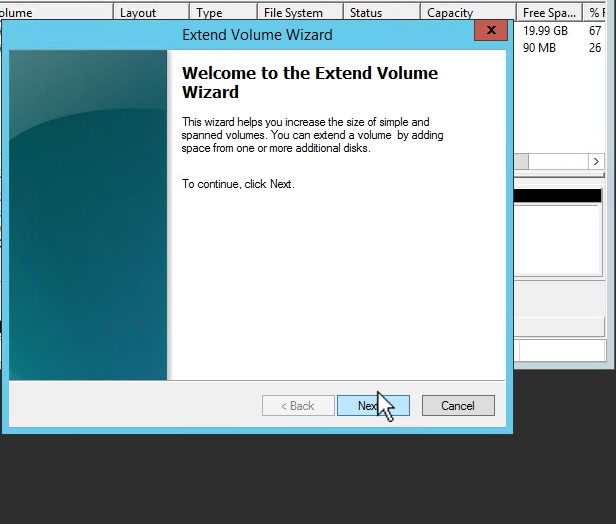 olume Layout Type File System Status Capacity Free Spa... % F
Extend Volume Wizard
19.99 GB 67
90 MB 26
Welcome to the Extend Volume
Wizard
This wizard helps you increase the size of simple and
spanned volumes. You can extend a volume by adding
space from one or more additional disks.
To continue, click Next.
< Back Nex Cancel